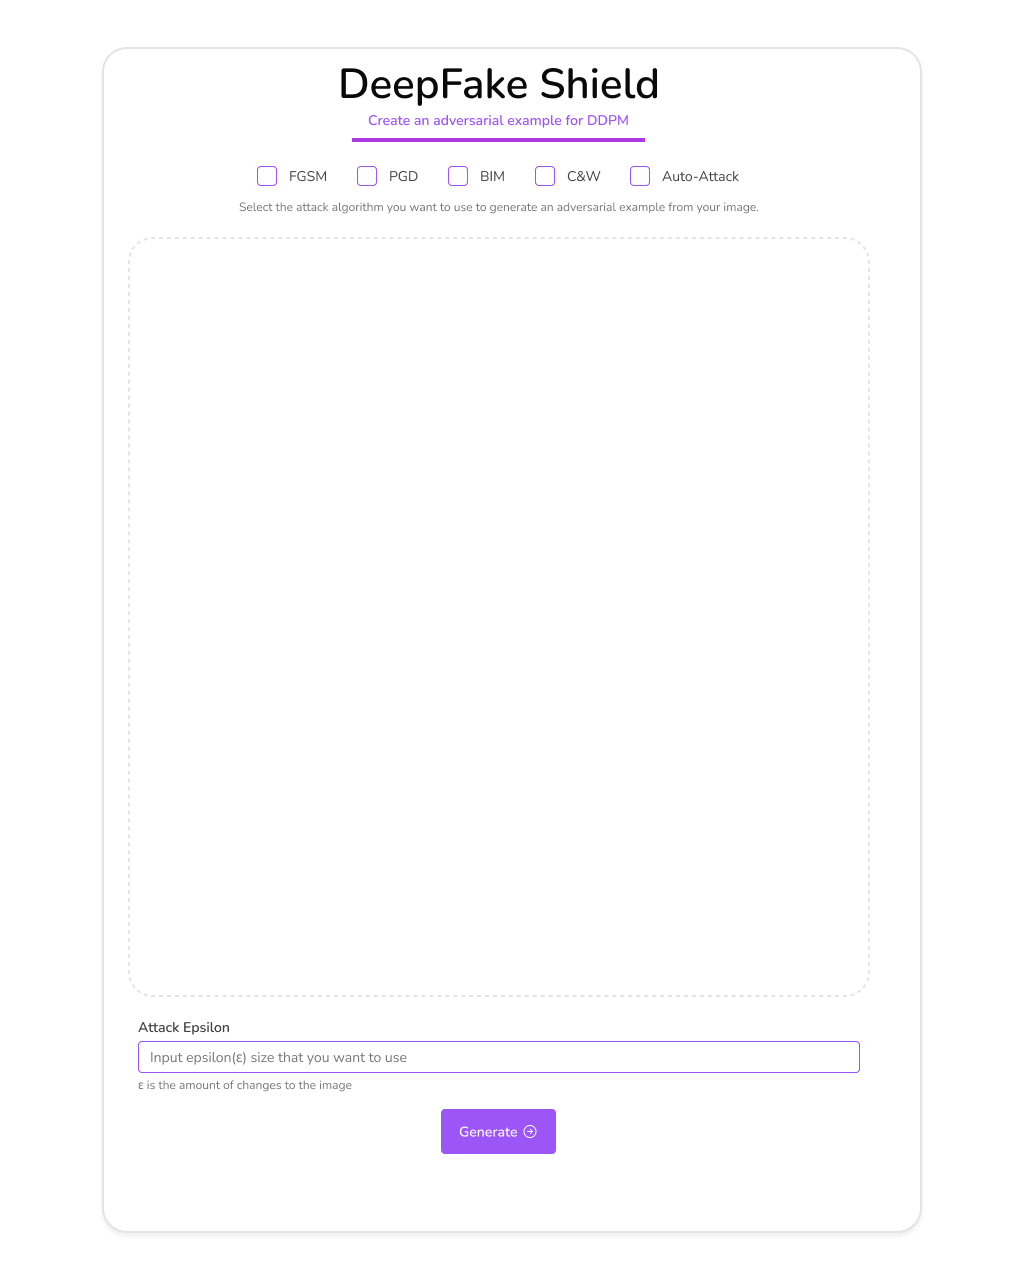 DeepFake Shield
Create an adversarial example for DDPM
FGSM PGD BIM C&W Auto-Attack
Select the attack algorithm you want to use to generate an adversarial example from your image.
Attack Epsilon
Input epsilon(ε) size that you want to use
ε is the amount of changes to the image
Generate